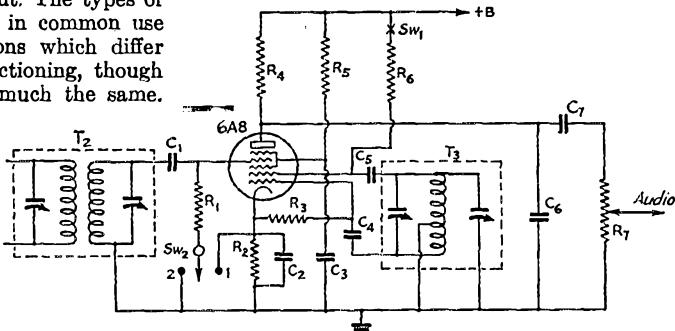 ut. The types of
in common use
ons which differ
ctioning, though
much the same.
+B
Sw1
R4
R5
R6
6A8
C7
T2
C1
C5
T3
R1
R3
C4
C6
Audio
R7
Sw2
R2
2
1
C2
C3